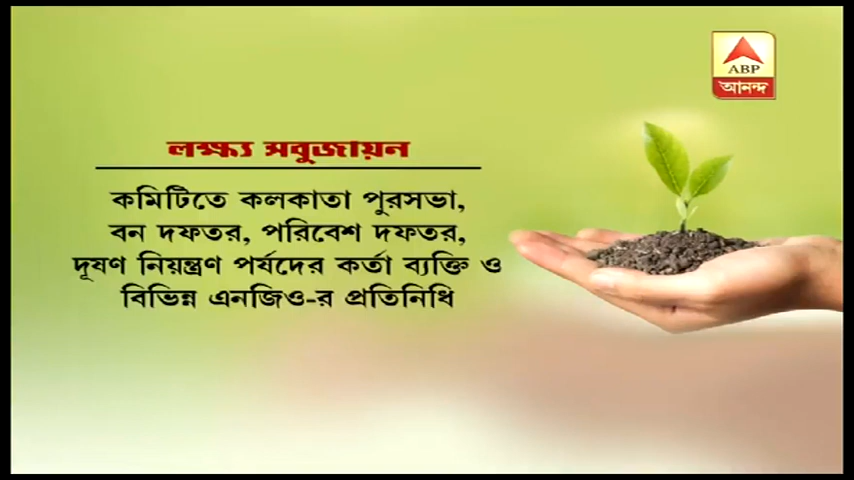 ABP
আনন্দ
লক্ষ্য সবুজায়ন
কমিটিতে কলকাতা পুরসভা,
বন দফতর, পরিবেশ দফতর,
দূষণ নিয়ন্ত্রণ পর্ষদের কর্তা ব্যক্তি ও
বিভিন্ন এনজিও-র প্রতিনিধি